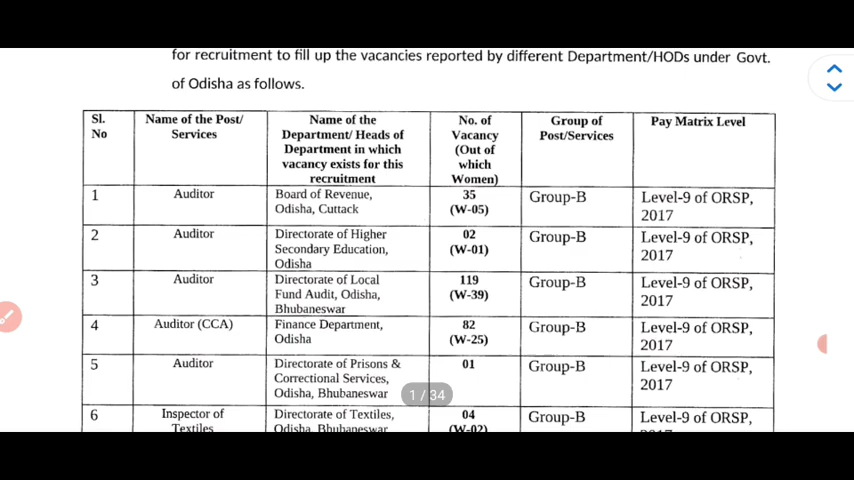 for recruitment to fill up the vacancies reported by different Department/HODs under Govt.
of Odisha as follows.
Sl. No | Name of the Post/ Services | Name of the Department/ Heads of Department in which vacancy exists for this recruitment | No. of Vacancy (Out of which Women) | Group of Post/Services | Pay Matrix Level
1 | Auditor | Board of Revenue, Odisha, Cuttack | 35 (W-05) | Group-B | Level-9 of ORSP, 2017
2 | Auditor | Directorate of Higher Secondary Education, Odisha | 02 (W-01) | Group-B | Level-9 of ORSP, 2017
3 | Auditor | Directorate of Local Fund Audit, Odisha, Bhubaneswar | 119 (W-39) | Group-B | Level-9 of ORSP, 2017
4 | Auditor (CCA) | Finance Department, Odisha | 82 (W-25) | Group-B | Level-9 of ORSP, 2017
5 | Auditor | Directorate of Prisons & Correctional Services, Odisha, Bhubaneswar | 01 | Group-B | Level-9 of ORSP, 2017
1 / 34
6 | Inspector of Textiles | Directorate of Textiles, Odisha, Bhubaneswar | 04 (W-02) | Group-B | Level-9 of ORSP, 2017